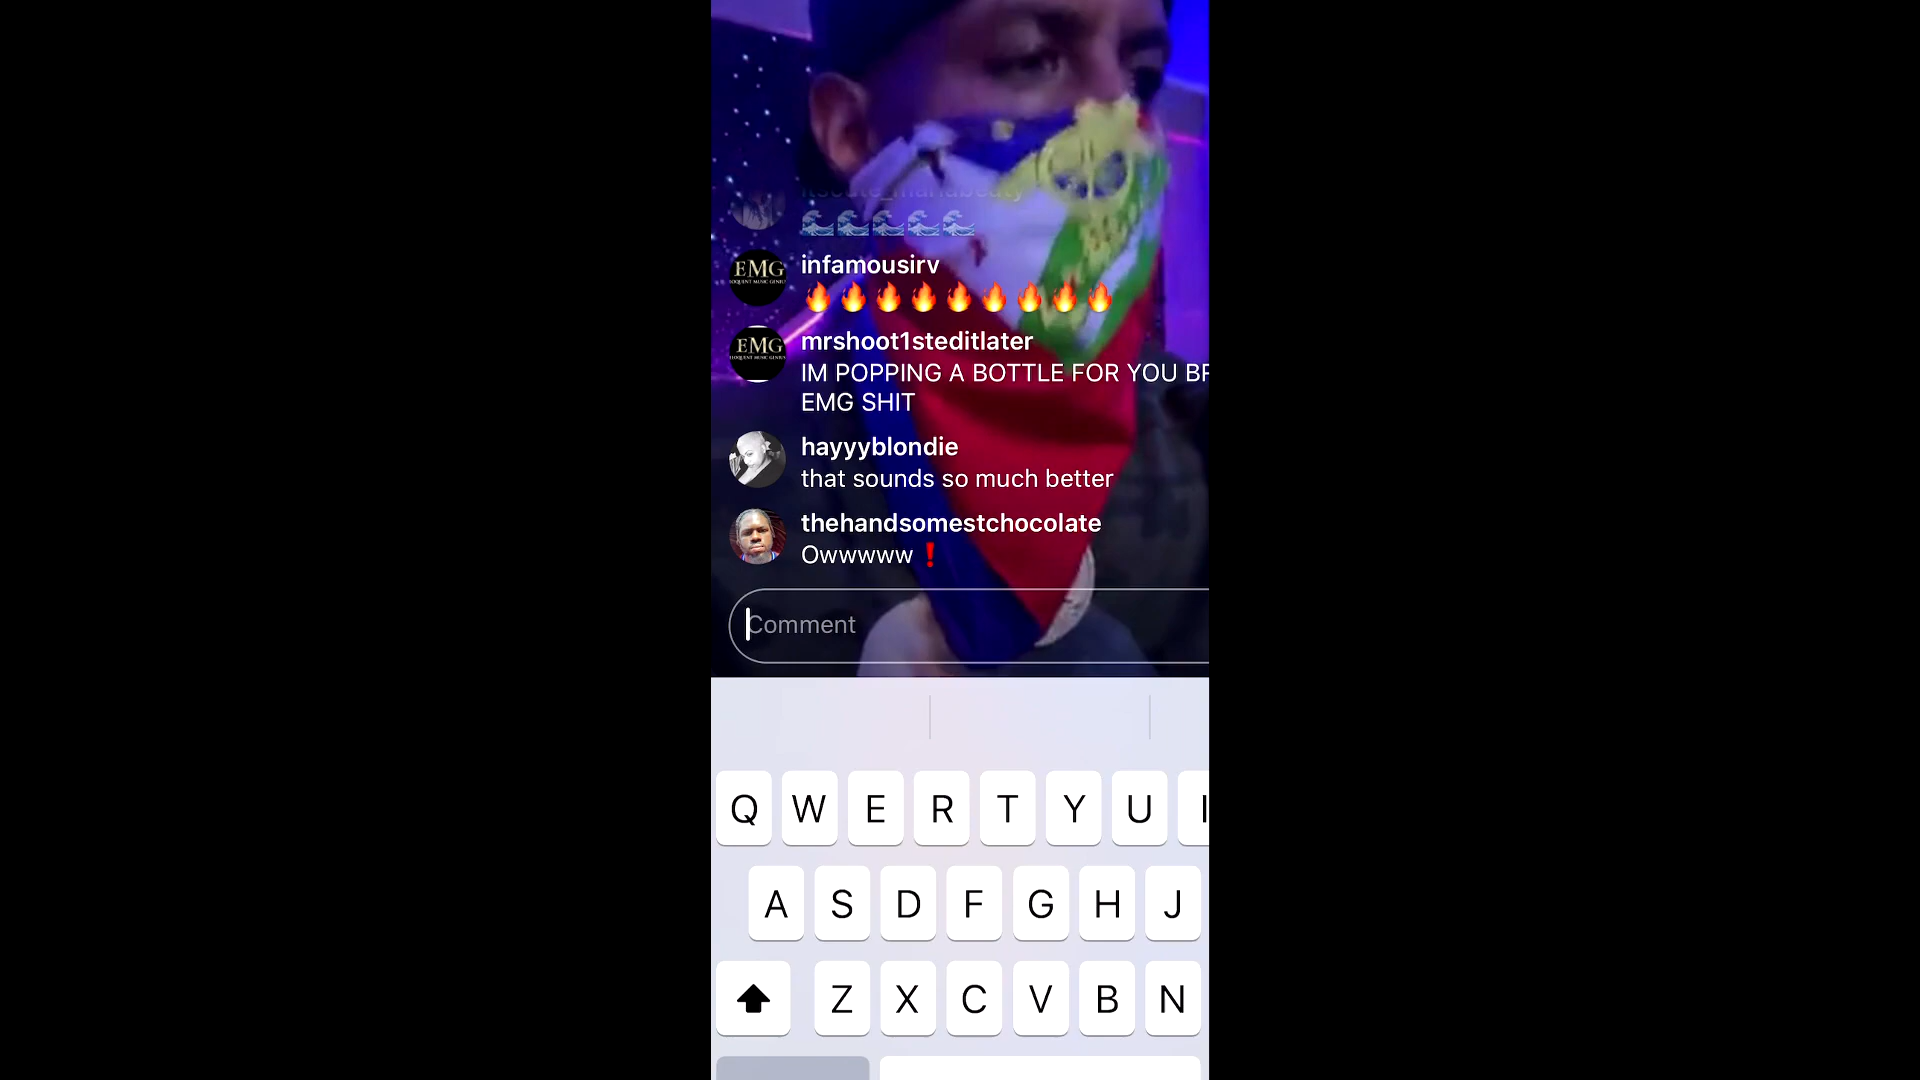 itscute_mariabeauty
🌊🌊🌊🌊🌊
EMG
infamousirv
🔥🔥🔥🔥🔥🔥🔥🔥🔥
EMG
mrshoot1steditlater
IM POPPING A BOTTLE FOR YOU
EMG SHIT
hayyyblondie
that sounds so much better
thehandsomestchocolate
Owwwww❗
Comment
Q W E R T Y U I
A S D F G H J
Z X C V B N